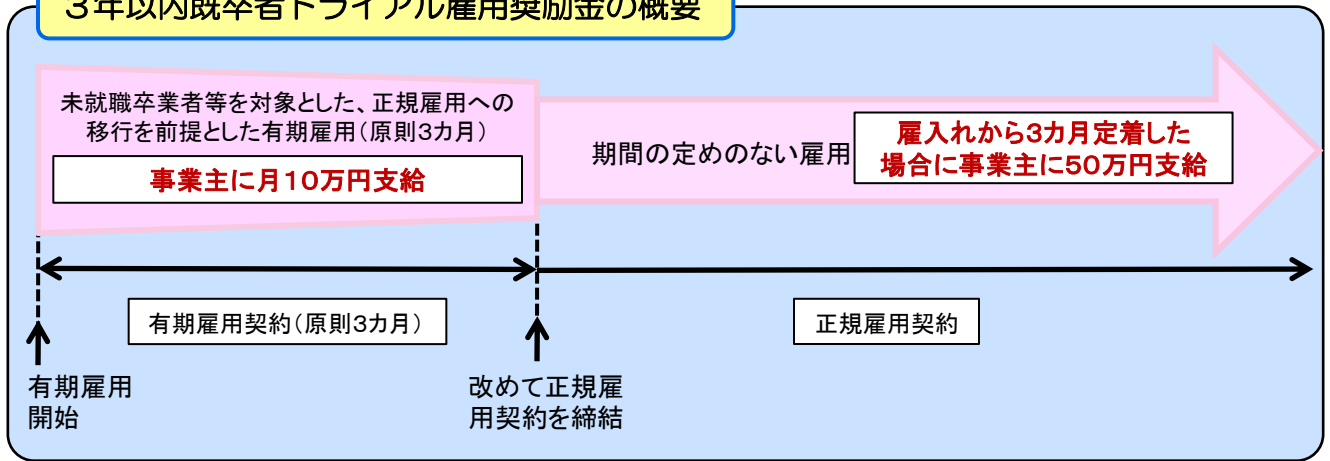 3年以内既卒者トライアル雇用奨励金の概要
未就職卒業者等を対象とした、正規雇用への
移行を前提とした有期雇用(原則3カ月)
事業主に月10万円支給
期間の定めのない雇用
雇入れから3カ月定着した
場合に事業主に50万円支給
有期雇用契約(原則3カ月)
正規雇用契約
有期雇用
開始
改めて正規雇
用契約を締結